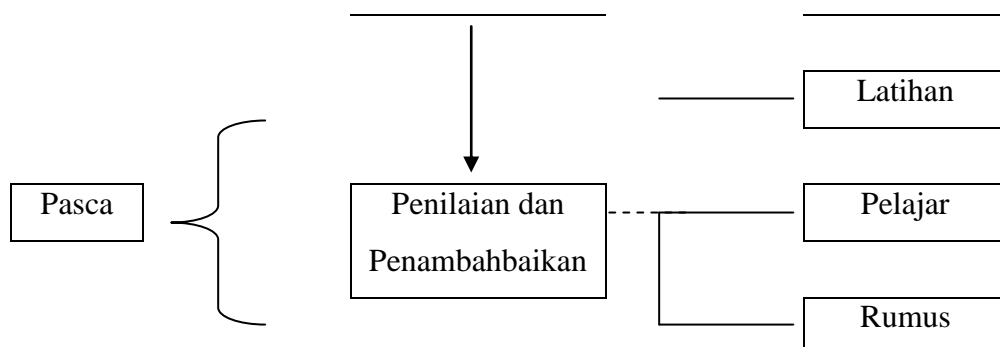 Latihan
Pasca
Penilaian dan
Penambahbaikan
Pelajar
Rumus